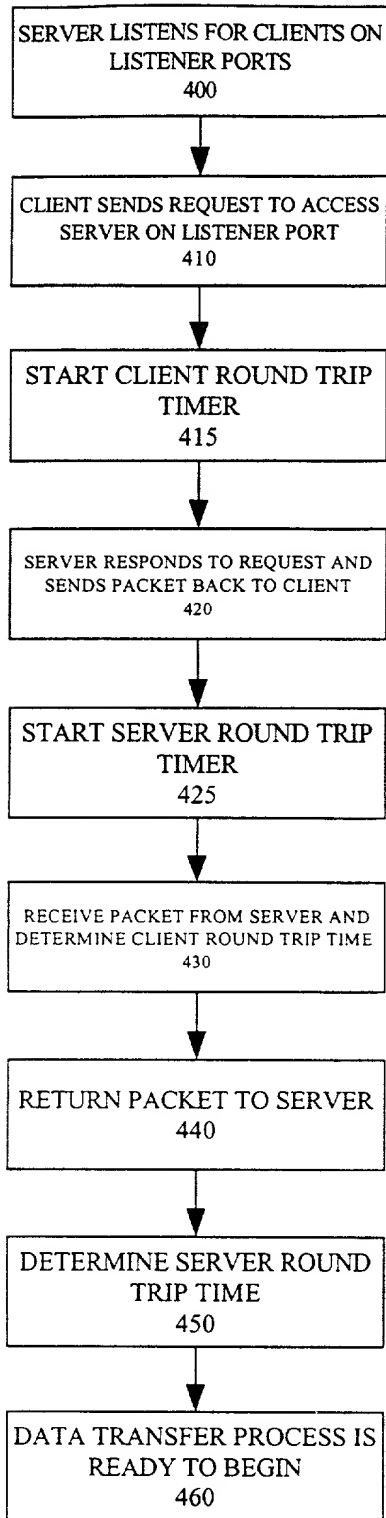 SERVER LISTENS FOR CLIENTS ON
LISTENER PORTS
400
CLIENT SENDS REQUEST TO ACCESS
SERVER ON LISTENER PORT
410
START CLIENT ROUND TRIP
TIMER
415
SERVER RESPONDS TO REQUEST AND
SENDS PACKET BACK TO CLIENT
420
START SERVER ROUND TRIP
TIMER
425
RECEIVE PACKET FROM SERVER AND
DETERMINE CLIENT ROUND TRIP TIME
430
RETURN PACKET TO SERVER
440
DETERMINE SERVER ROUND
TRIP TIME
450
DATA TRANSFER PROCESS IS
READY TO BEGIN
460